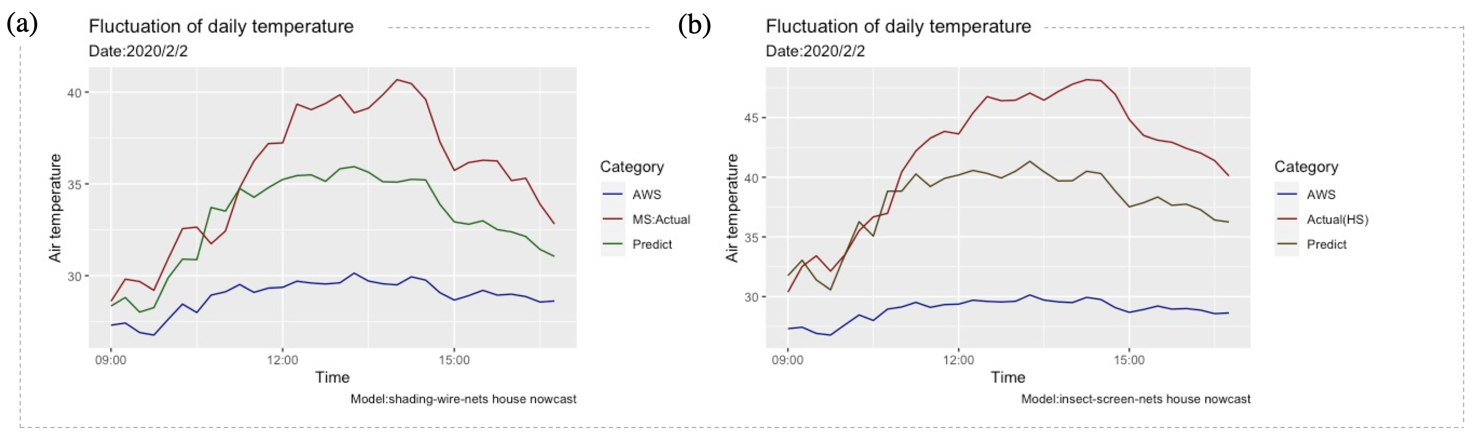 (a)
Fluctuation of daily temperature
Date:2020/2/2
Air temperature
40
35
30
09:00
12:00
15:00
Time
Model:shading-wire-nets house nowcast
Category
AWS
MS:Actual
Predict
(b)
Fluctuation of daily temperature
Date:2020/2/2
Air temperature
45
40
35
30
09:00
12:00
15:00
Time
Model:insect-screen-nets house nowcast
Category
AWS
Actual(HS)
Predict